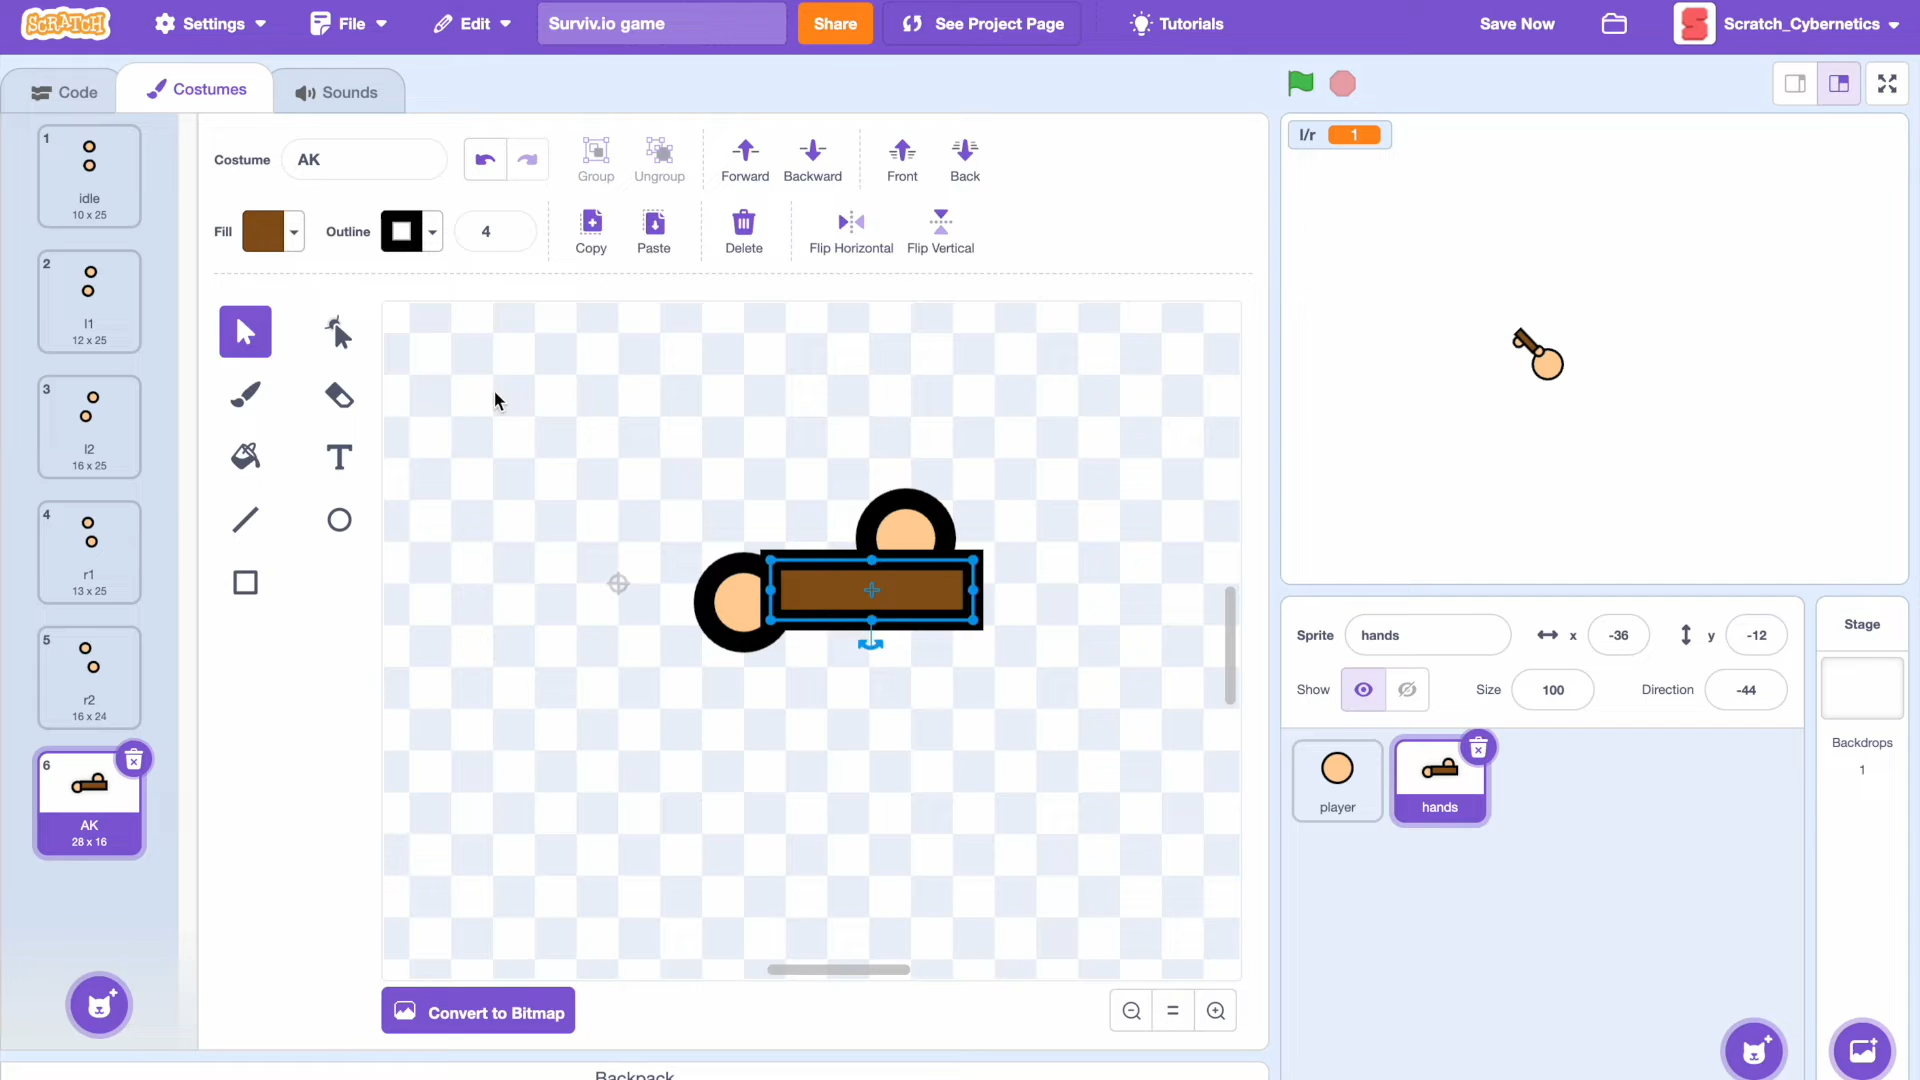 SCRATCH
Settings
File
Edit
Surviv.io game
Share
See Project Page
Tutorials
Save Now
S
Scratch_Cybernetics
Code
Costumes
Sounds
l/r 1
1
idle
10 x 25
2
l1
12 x 25
3
l2
16 x 25
4
r1
13 x 25
5
r2
16 x 24
6
AK
28 x 16
Costume AK
Group
Ungroup
Forward
Backward
Front
Back
Fill
Outline
4
Copy
Paste
Delete
Flip Horizontal
Flip Vertical
T
Convert to Bitmap
Backpack
Sprite hands
x -36
y -12
Show
Size 100
Direction -44
player
hands
Stage
Backdrops
1